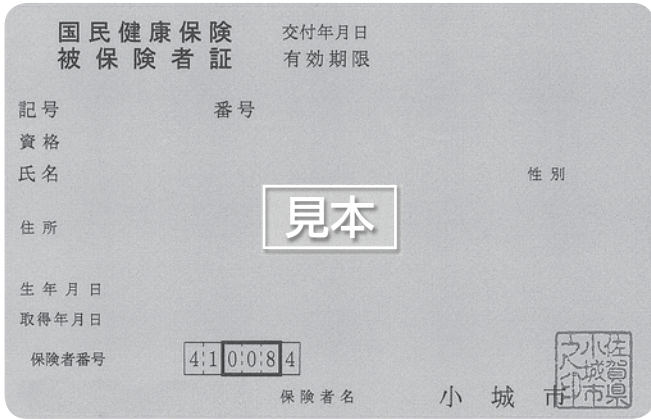 国民健康保険 交付年月日
被保険者証 有効期限
記号 番号
資格
氏名 性別
見本
住所
生年月日
取得年月日
保険者番号 410084
保険者名 小城市
佐賀県
小城市
之印